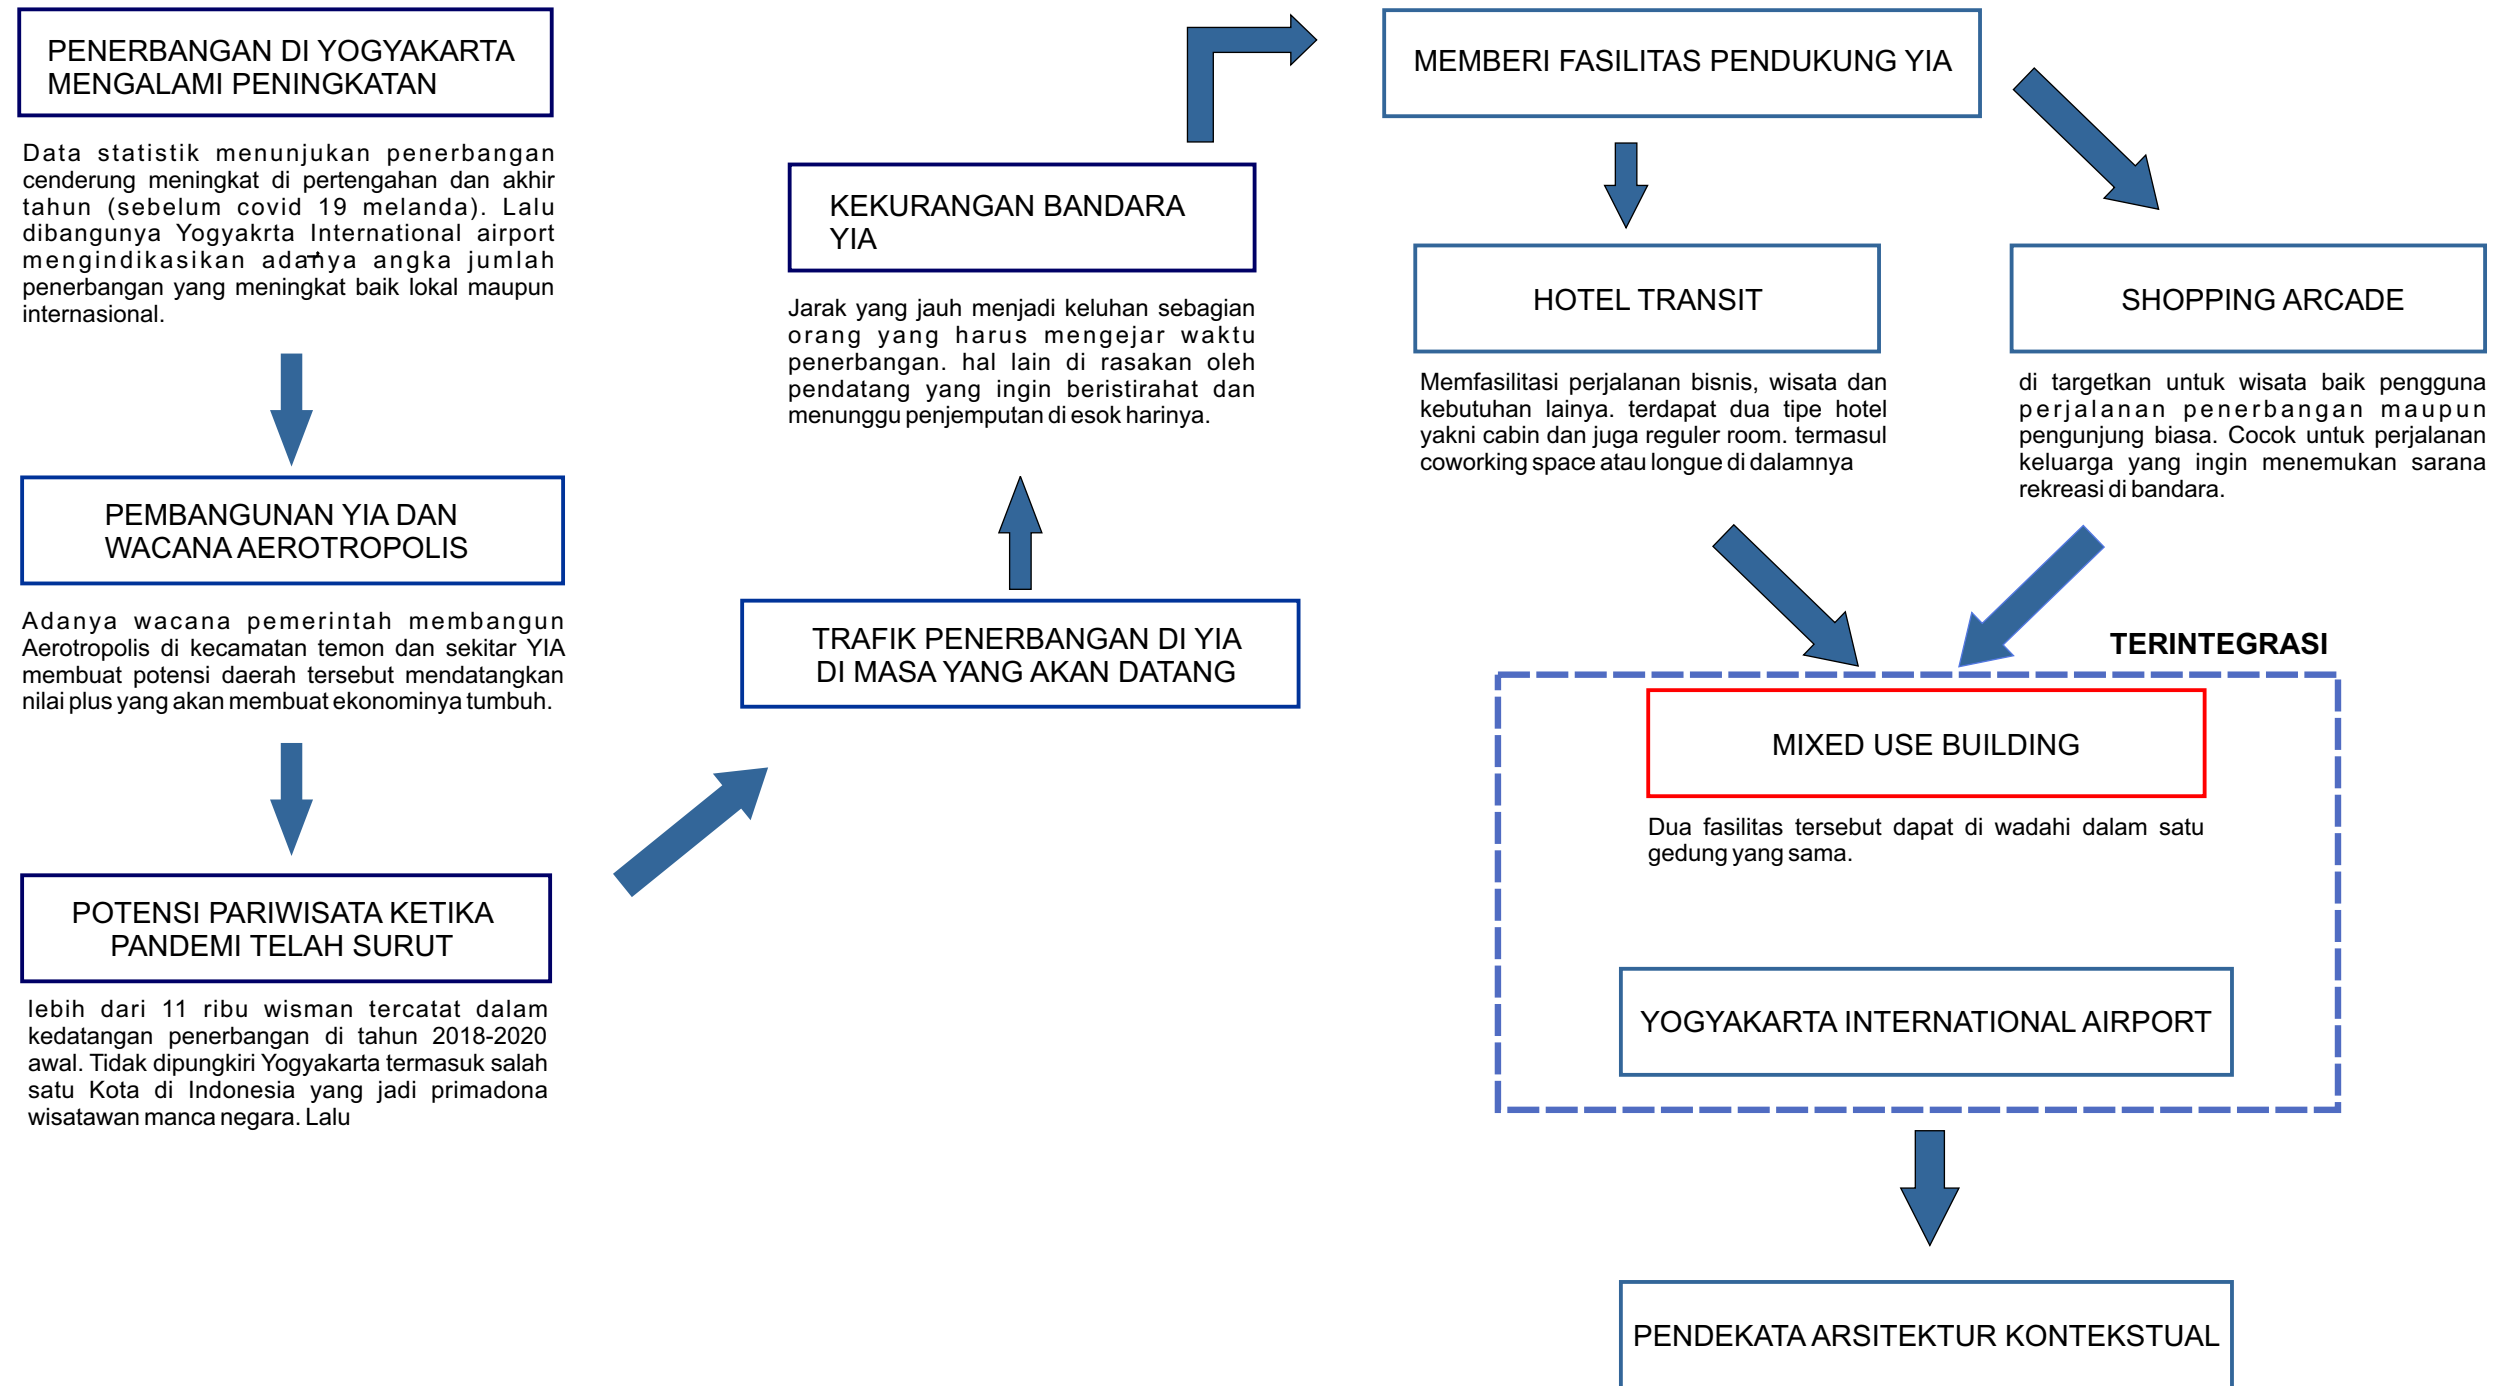 PENERBANGAN DI YOGYAKARTA
MENGALAMI PENINGKATAN
Data statistik menunjukan penerbangan
cenderung meningkat di pertengahan dan akhir
tahun (sebelum covid 19 melanda). Lalu
dibangunya Yogyakrta International airport
mengindikasikan adanya angka jumlah
penerbangan yang meningkat baik lokal maupun
internasional.
PEMBANGUNAN YIA DAN
WACANA AEROTROPOLIS
Adanya wacana pemerintah membangun
Aerotropolis di kecamatan temon dan sekitar YIA
membuat potensi daerah tersebut mendatangkan
nilai plus yang akan membuat ekonominya tumbuh.
POTENSI PARIWISATA KETIKA
PANDEMI TELAH SURUT
lebih dari 11 ribu wisman tercatat dalam
kedatangan penerbangan di tahun 2018-2020
awal. Tidak dipungkiri Yogyakarta termasuk salah
satu Kota di Indonesia yang jadi primadona
wisatawan manca negara. Lalu
TRAFIK PENERBANGAN DI YIA
DI MASA YANG AKAN DATANG
KEKURANGAN BANDARA
YIA
Jarak yang jauh menjadi keluhan sebagian
orang yang harus mengejar waktu
penerbangan. hal lain di rasakan oleh
pendatang yang ingin beristirahat dan
menunggu penjemputan di esok harinya.
MEMBERI FASILITAS PENDUKUNG YIA
HOTEL TRANSIT
Memfasilitasi perjalanan bisnis, wisata dan
kebutuhan lainya. terdapat dua tipe hotel
yakni cabin dan juga reguler room. termasul
coworking space atau longue di dalamnya
SHOPPING ARCADE
di targetkan untuk wisata baik pengguna
perjalanan penerbangan maupun
pengunjung biasa. Cocok untuk perjalanan
keluarga yang ingin menemukan sarana
rekreasi di bandara.
TERINTEGRASI
MIXED USE BUILDING
Dua fasilitas tersebut dapat di wadahi dalam satu
gedung yang sama.
YOGYAKARTA INTERNATIONAL AIRPORT
PENDEKATA ARSITEKTUR KONTEKSTUAL